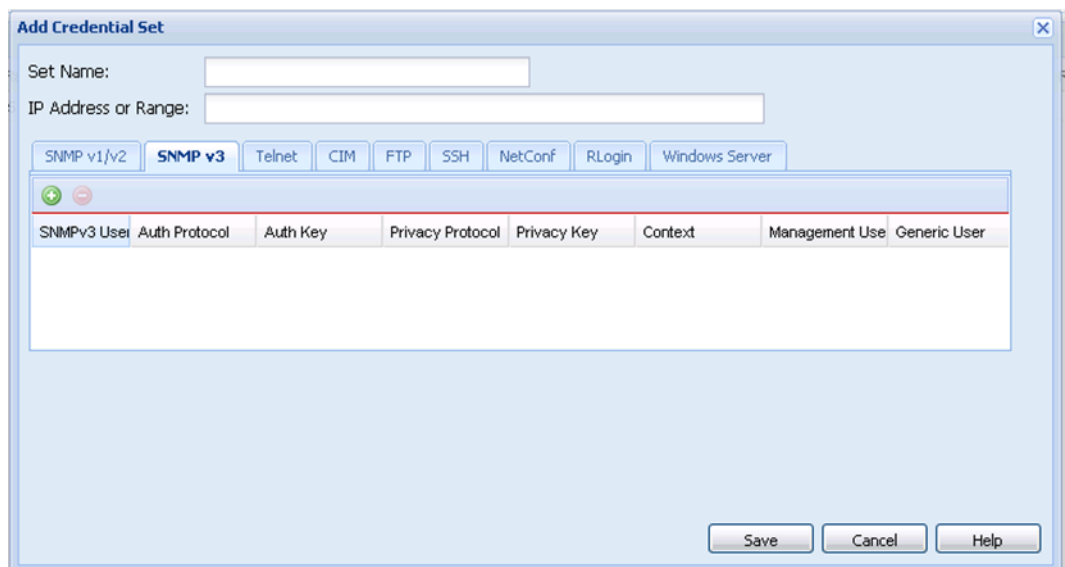 Add Credential Set
Set Name:
IP Address or Range:
SNMP v1/v2 SNMP v3 Telnet CIM FTP SSH NetConf RLogin Windows Server
SNMPv3 User Auth Protocol Auth Key Privacy Protocol Privacy Key Context Management Use Generic User
Save Cancel Help